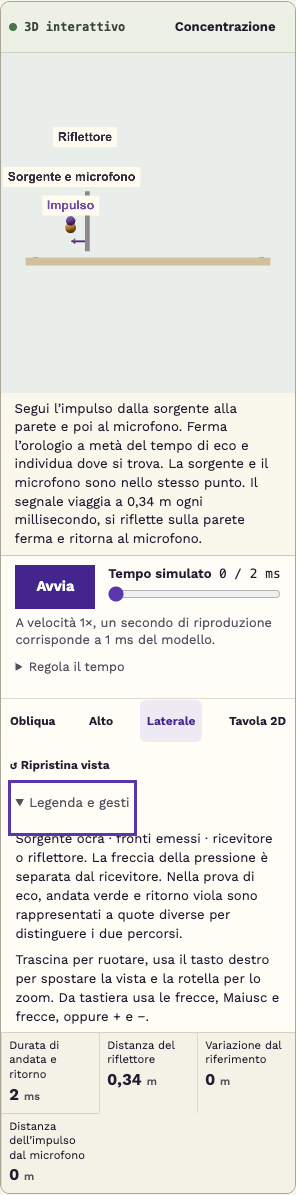 3D interattivo
Concentrazione
Riflettore
Sorgente e microfono
Impulso
Segui l’impulso dalla sorgente alla
parete e poi al microfono. Ferma
l’orologio a metà del tempo di eco e
individua dove si trova. La sorgente e il
microfono sono nello stesso punto. Il
segnale viaggia a 0,34 m ogni
millisecondo, si riflette sulla parete
ferma e ritorna al microfono.
Avvia
Tempo simulato 0 / 2 ms
A velocità 1×, un secondo di riproduzione
corrisponde a 1 ms del modello.
▶ Regola il tempo
Obliqua
Alto
Laterale
Tavola 2D
↺ Ripristina vista
▼ Legenda e gesti
Sorgente ocra · fronti emessi · ricevitore
o riflettore. La freccia della pressione è
separata dal ricevitore. Nella prova di
eco, andata verde e ritorno viola sono
rappresentati a quote diverse per
distinguere i due percorsi.
Trascina per ruotare, usa il tasto destro
per spostare la vista e la rotella per lo
zoom. Da tastiera usa le frecce, Maiusc e
frecce, oppure + e −.
Durata di
andata e
ritorno
2 ms
Distanza del
riflettore
0,34 m
Variazione dal
riferimento
0 m
Distanza
dell’impulso
dal microfono
0 m